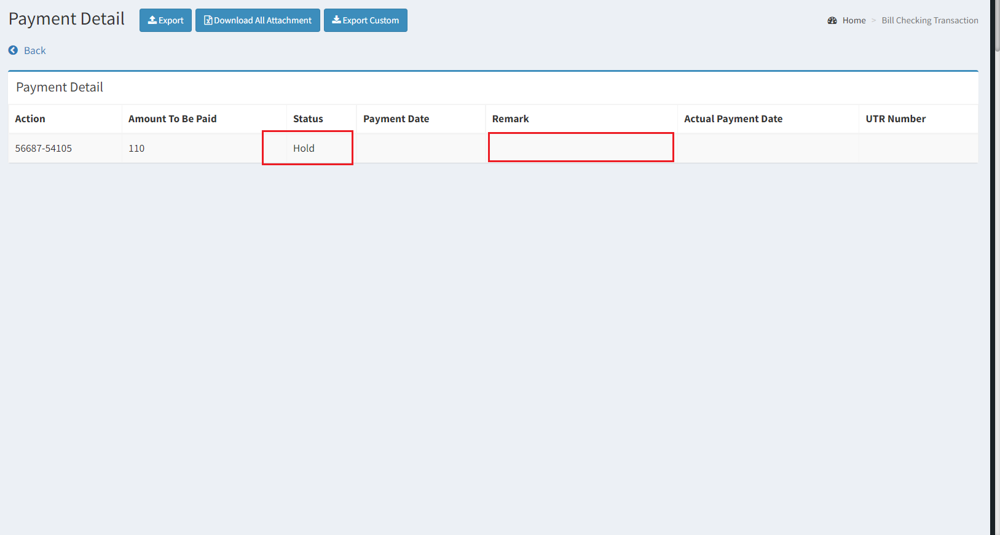 Payment Detail Export Download All Attachment Export Custom Home > Bill Checking Transaction
Back
Payment Detail
Action Amount To Be Paid Status Payment Date Remark Actual Payment Date UTR Number
56687-54105 110 Hold